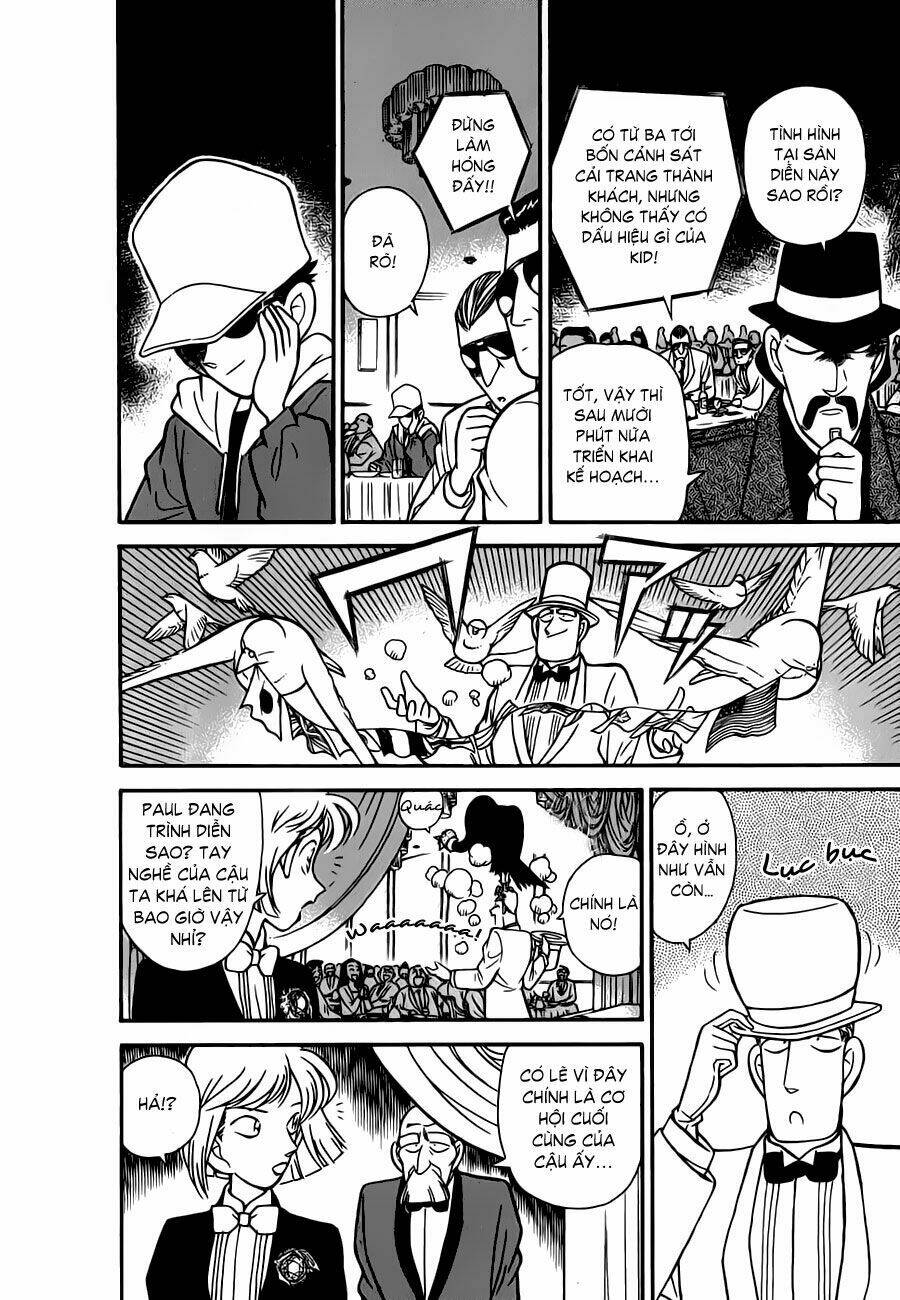 TÌNH HÌNH
TẠI SÀN
DIỄN NÀY
SAO RỒI?
CÓ TỪ BA TỚI
BỐN CẢNH SÁT
CẢI TRANG THÀNH
KHÁCH, NHƯNG
KHÔNG THẤY CÓ
DẤU HIỆU GÌ CỦA
KID!
TỐT, VẬY THÌ
SAU MƯỜI
PHÚT NỮA
TRIỂN KHAI
KẾ HOẠCH...
ĐỪNG
LÀM
HỎNG
ĐẤY!!
ĐÃ
RÕ!
Ồ, Ở
ĐÂY HÌNH
NHƯ VẪN
CÒN...
Lục bục
Quác
CHÍNH LÀ
NÓ!
Waaaaaaa!
PAUL ĐANG
TRÌNH DIỄN
SAO? TAY
NGHỀ CỦA CẬU
TA KHÁ LÊN TỪ
BAO GIỜ VẬY
NHỈ?
CÓ LẼ VÌ ĐÂY
CHÍNH LÀ CƠ
HỘI CUỐI
CÙNG CỦA
CẬU ẤY...
HẢ!?